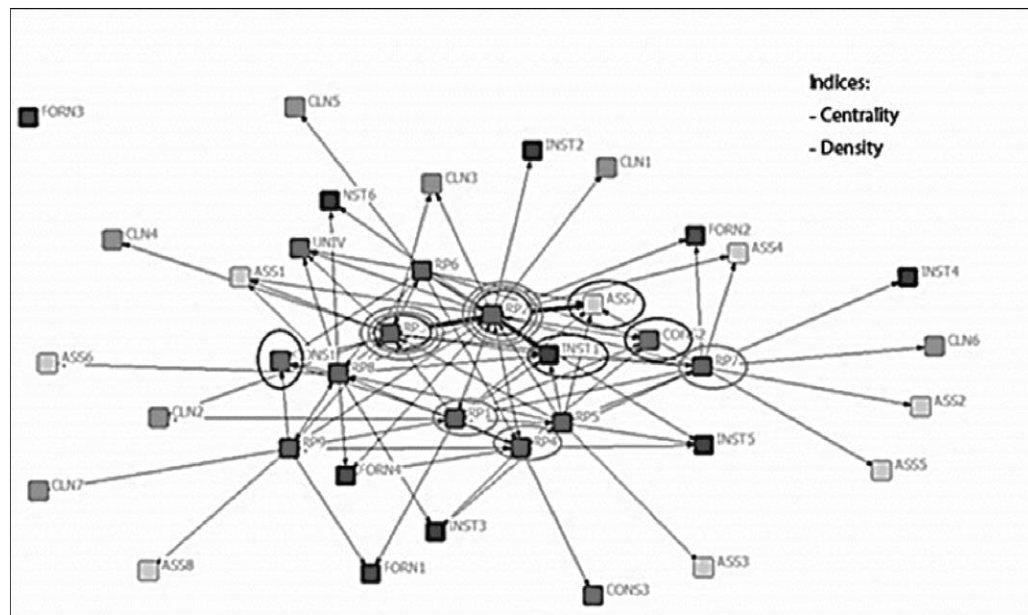 Indices:
- Centrality
- Density
CLN5
FORN3
INST2
CLN1
CLN3
NST6
CLN4
UNIV
FORN2
ASS4
RP6
ASS1
INST4
INST1
CLN6
ASS6
RP8
ASS2
CLN2
RP5
RP9
RP4
INST5
ASS5
FORN4
CLN7
INST3
ASS8
FORN1
ASS3
CONS3